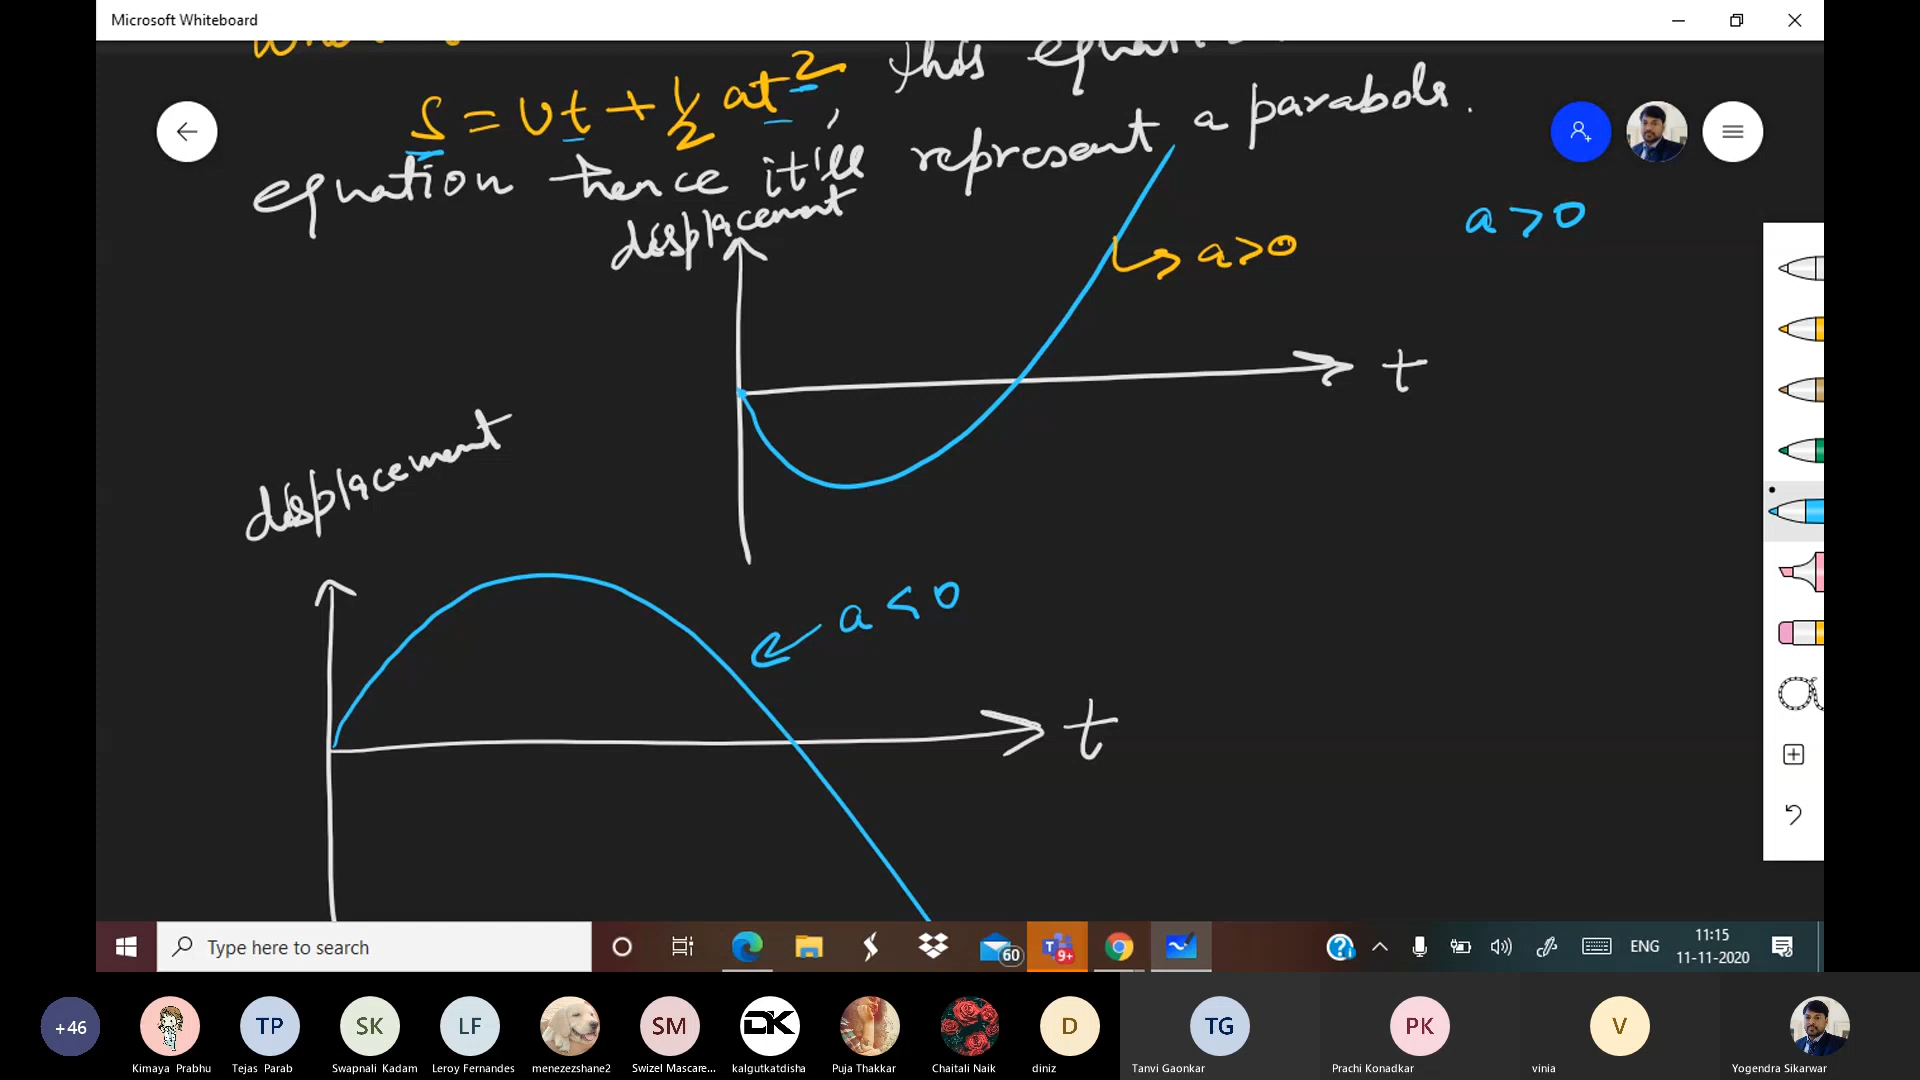 Microsoft Whiteboard
S = ut + 1/2 at², this
equation hence it'll represent a parabola.
a > 0
displacement
↳ a > 0
t
displacement
a < 0
t
Type here to search
60
9+
ENG
11:15
11-11-2020
+46
TP
SK
LF
SM
DK
D
TG
PK
V
Kimaya Prabhu
Tejas Parab
Swapnali Kadam
Leroy Fernandes
menezezshane2
Swizel Mascare...
kalgutkatdisha
Puja Thakkar
Chaitali Naik
diniz
Tanvi Gaonkar
Prachi Konadkar
vinia
Yogendra Sikarwar